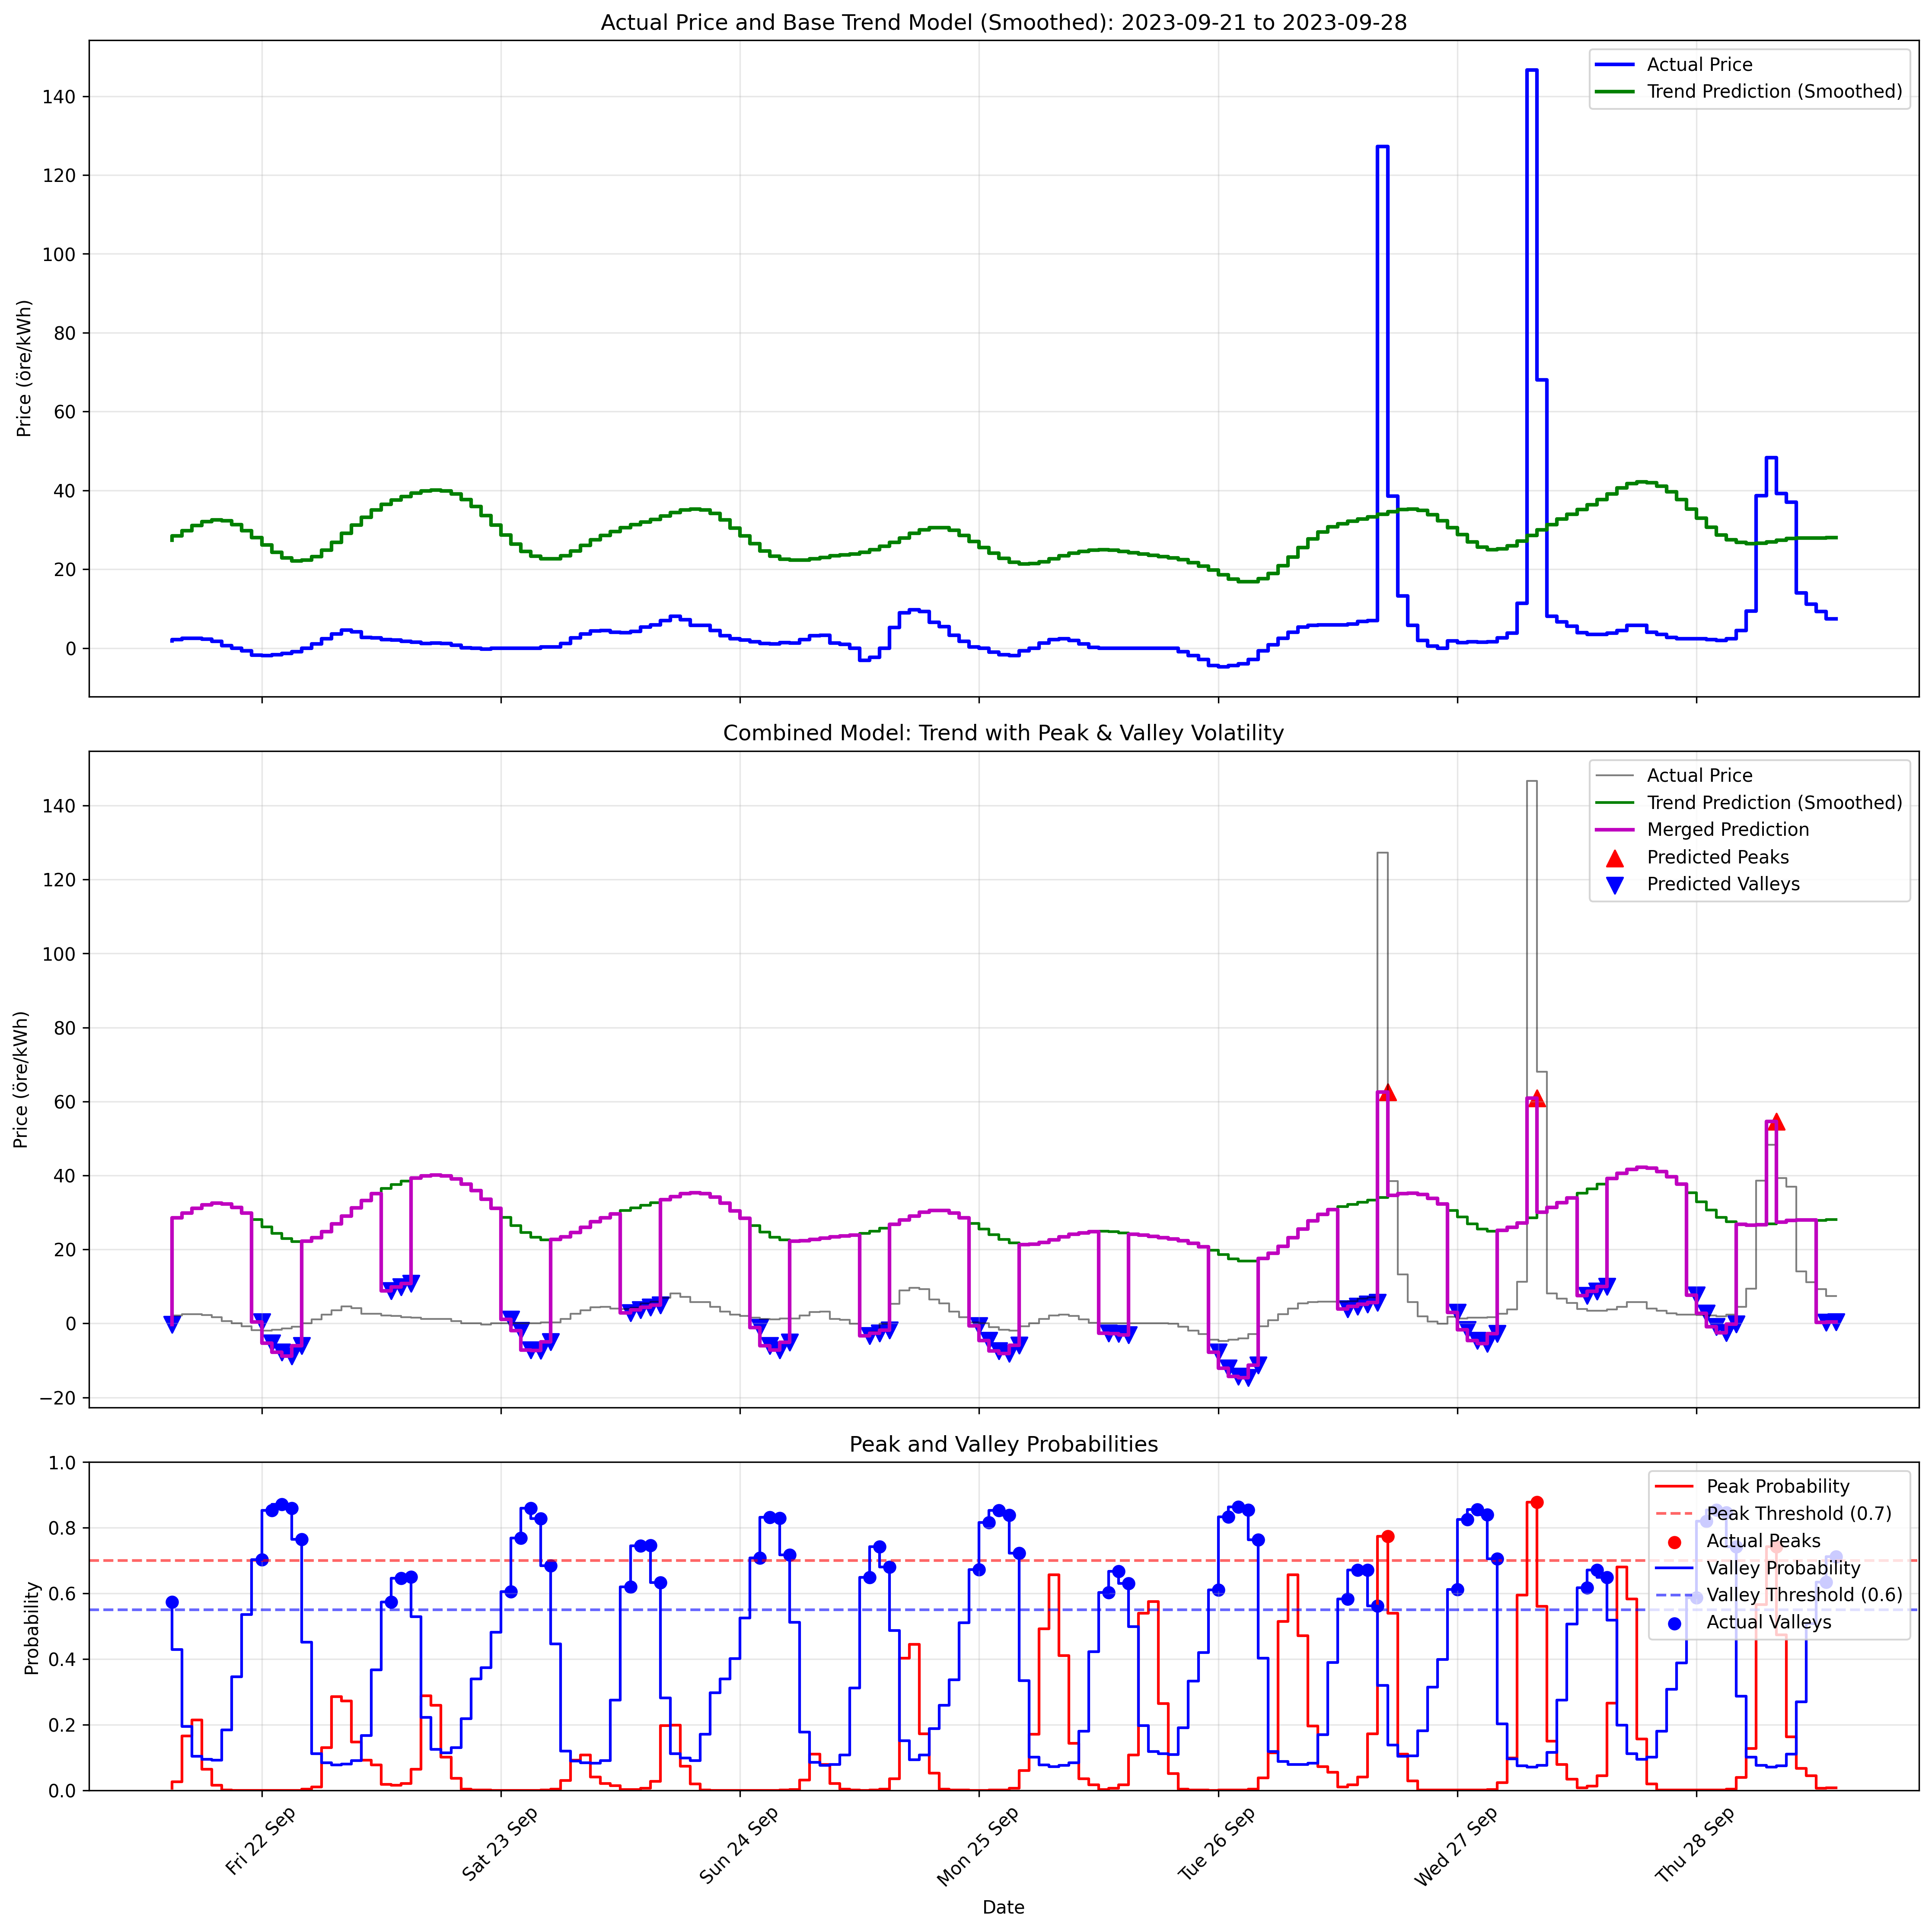 Actual Price and Base Trend Model (Smoothed): 2023-09-21 to 2023-09-28
Price (öre/kWh)
140
120
100
80
60
40
20
0
Actual Price
Trend Prediction (Smoothed)
Combined Model: Trend with Peak & Valley Volatility
Price (öre/kWh)
140
120
100
80
60
40
20
0
−20
Actual Price
Trend Prediction (Smoothed)
Merged Prediction
Predicted Peaks
Predicted Valleys
Peak and Valley Probabilities
Probability
1.0
0.8
0.6
0.4
0.2
0.0
Peak Probability
Peak Threshold (0.7)
Actual Peaks
Valley Probability
Valley Threshold (0.6)
Actual Valleys
Fri 22 Sep
Sat 23 Sep
Sun 24 Sep
Mon 25 Sep
Tue 26 Sep
Wed 27 Sep
Thu 28 Sep
Date